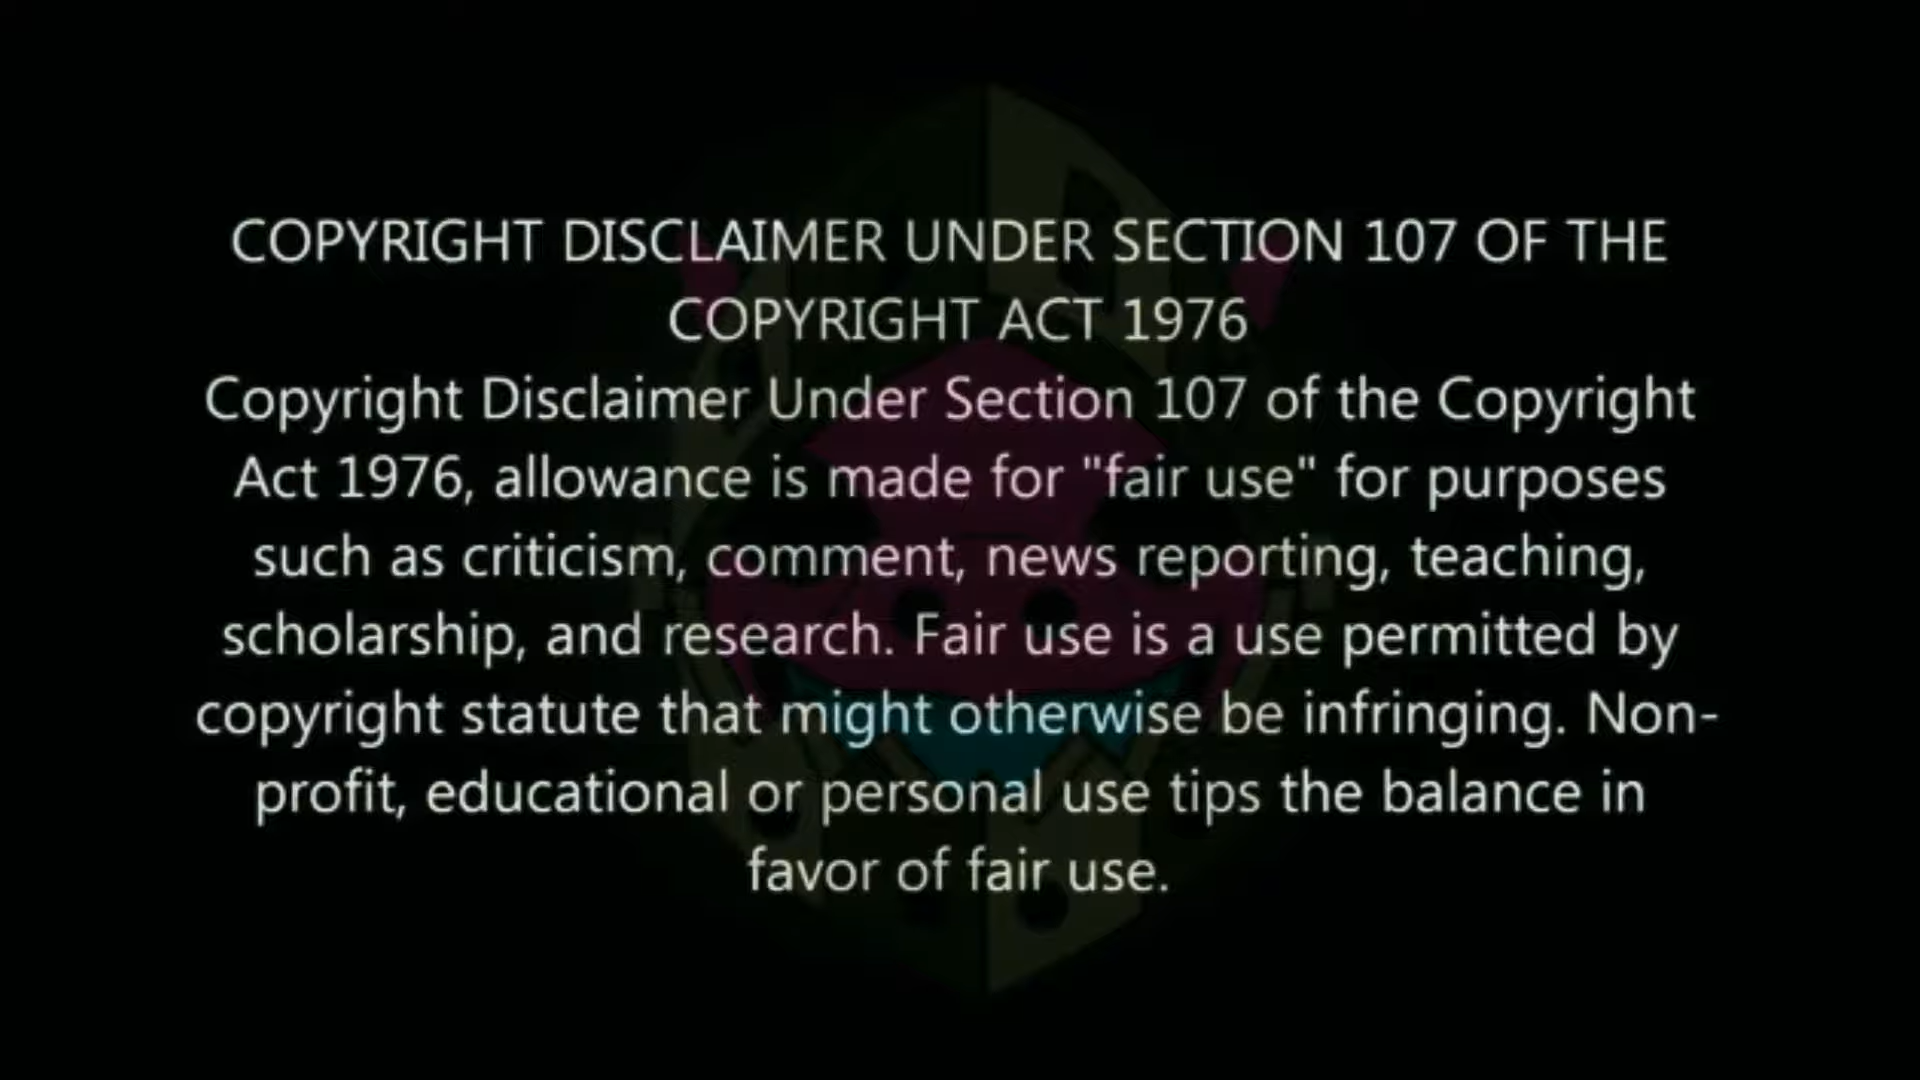 COPYRIGHT DISCLAIMER UNDER SECTION 107 OF THE
COPYRIGHT ACT 1976
Copyright Disclaimer Under Section 107 of the Copyright
Act 1976, allowance is made for "fair use" for purposes
such as criticism, comment, news reporting, teaching,
scholarship, and research. Fair use is a use permitted by
copyright statute that might otherwise be infringing. Non-
profit, educational or personal use tips the balance in
favor of fair use.